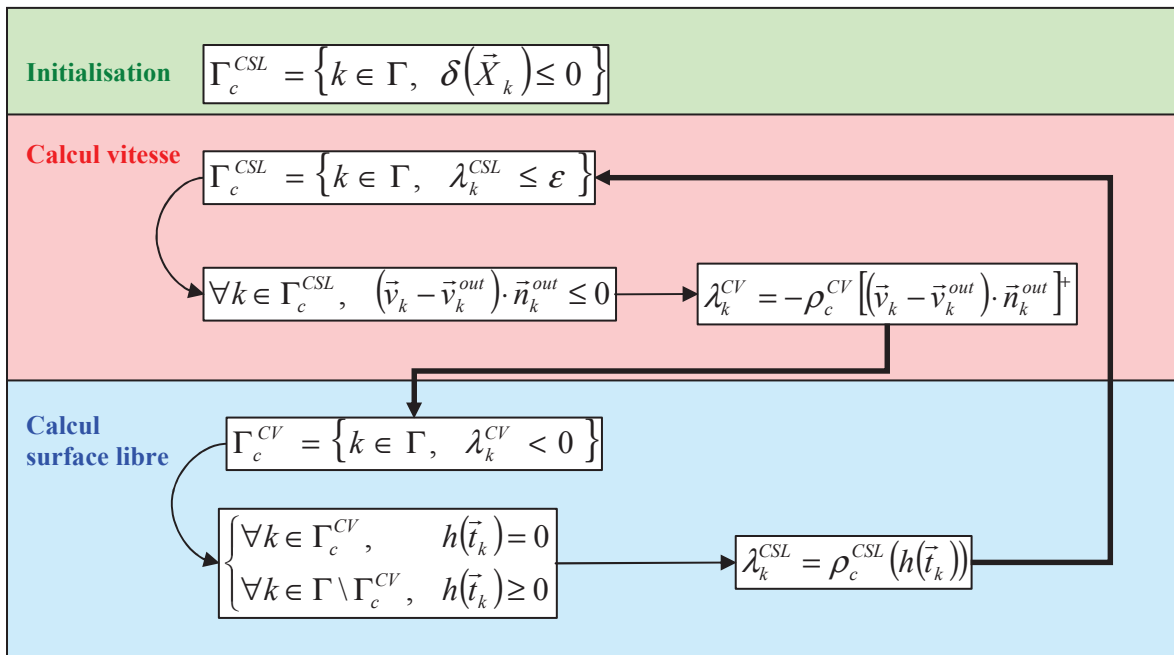 Initialisation
Γ_c^{CSL} = {k ∈ Γ, δ(X⃗_k) ≤ 0}
Calcul vitesse
Γ_c^{CSL} = {k ∈ Γ, λ_k^{CSL} ≤ ε}
∀k ∈ Γ_c^{CSL}, (v⃗_k − v⃗_k^{out}) · n⃗_k^{out} ≤ 0
λ_k^{CV} = −ρ_c^{CV} [(v⃗_k − v⃗_k^{out}) · n⃗_k^{out}]^+
Calcul
surface libre
Γ_c^{CV} = {k ∈ Γ, λ_k^{CV} < 0}
∀k ∈ Γ_c^{CV}, h(t⃗_k) = 0
∀k ∈ Γ \ Γ_c^{CV}, h(t⃗_k) ≥ 0
λ_k^{CSL} = ρ_c^{CSL} (h(t⃗_k))